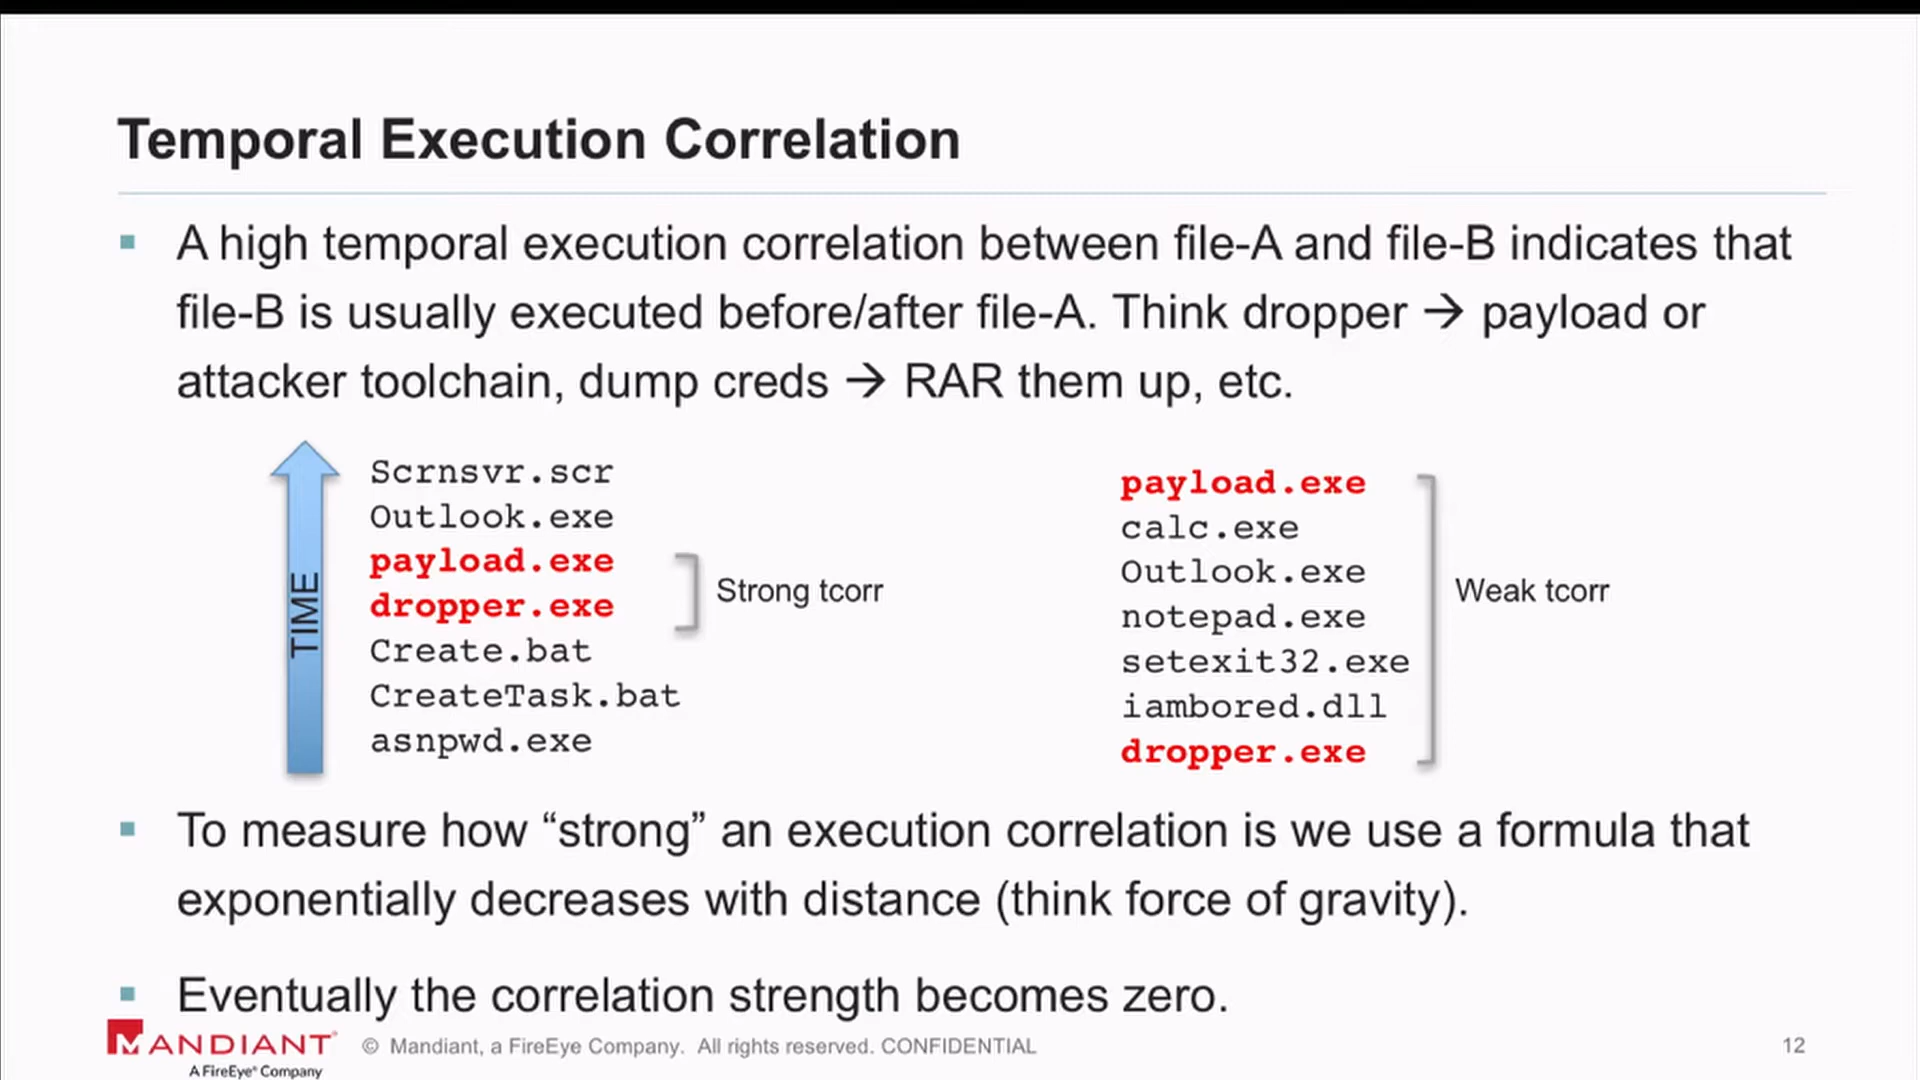 Temporal Execution Correlation
A high temporal execution correlation between file-A and file-B indicates that
file-B is usually executed before/after file-A. Think dropper → payload or
attacker toolchain, dump creds → RAR them up, etc.
TIME
Scrnsvr.scr
Outlook.exe
payload.exe
dropper.exe
Create.bat
CreateTask.bat
asnpwd.exe
Strong tcorr
payload.exe
calc.exe
Outlook.exe
notepad.exe
setexit32.exe
iambored.dll
dropper.exe
Weak tcorr
To measure how “strong” an execution correlation is we use a formula that
exponentially decreases with distance (think force of gravity).
Eventually the correlation strength becomes zero.
MANDIANT
A FireEye® Company
© Mandiant, a FireEye Company. All rights reserved. CONFIDENTIAL
12